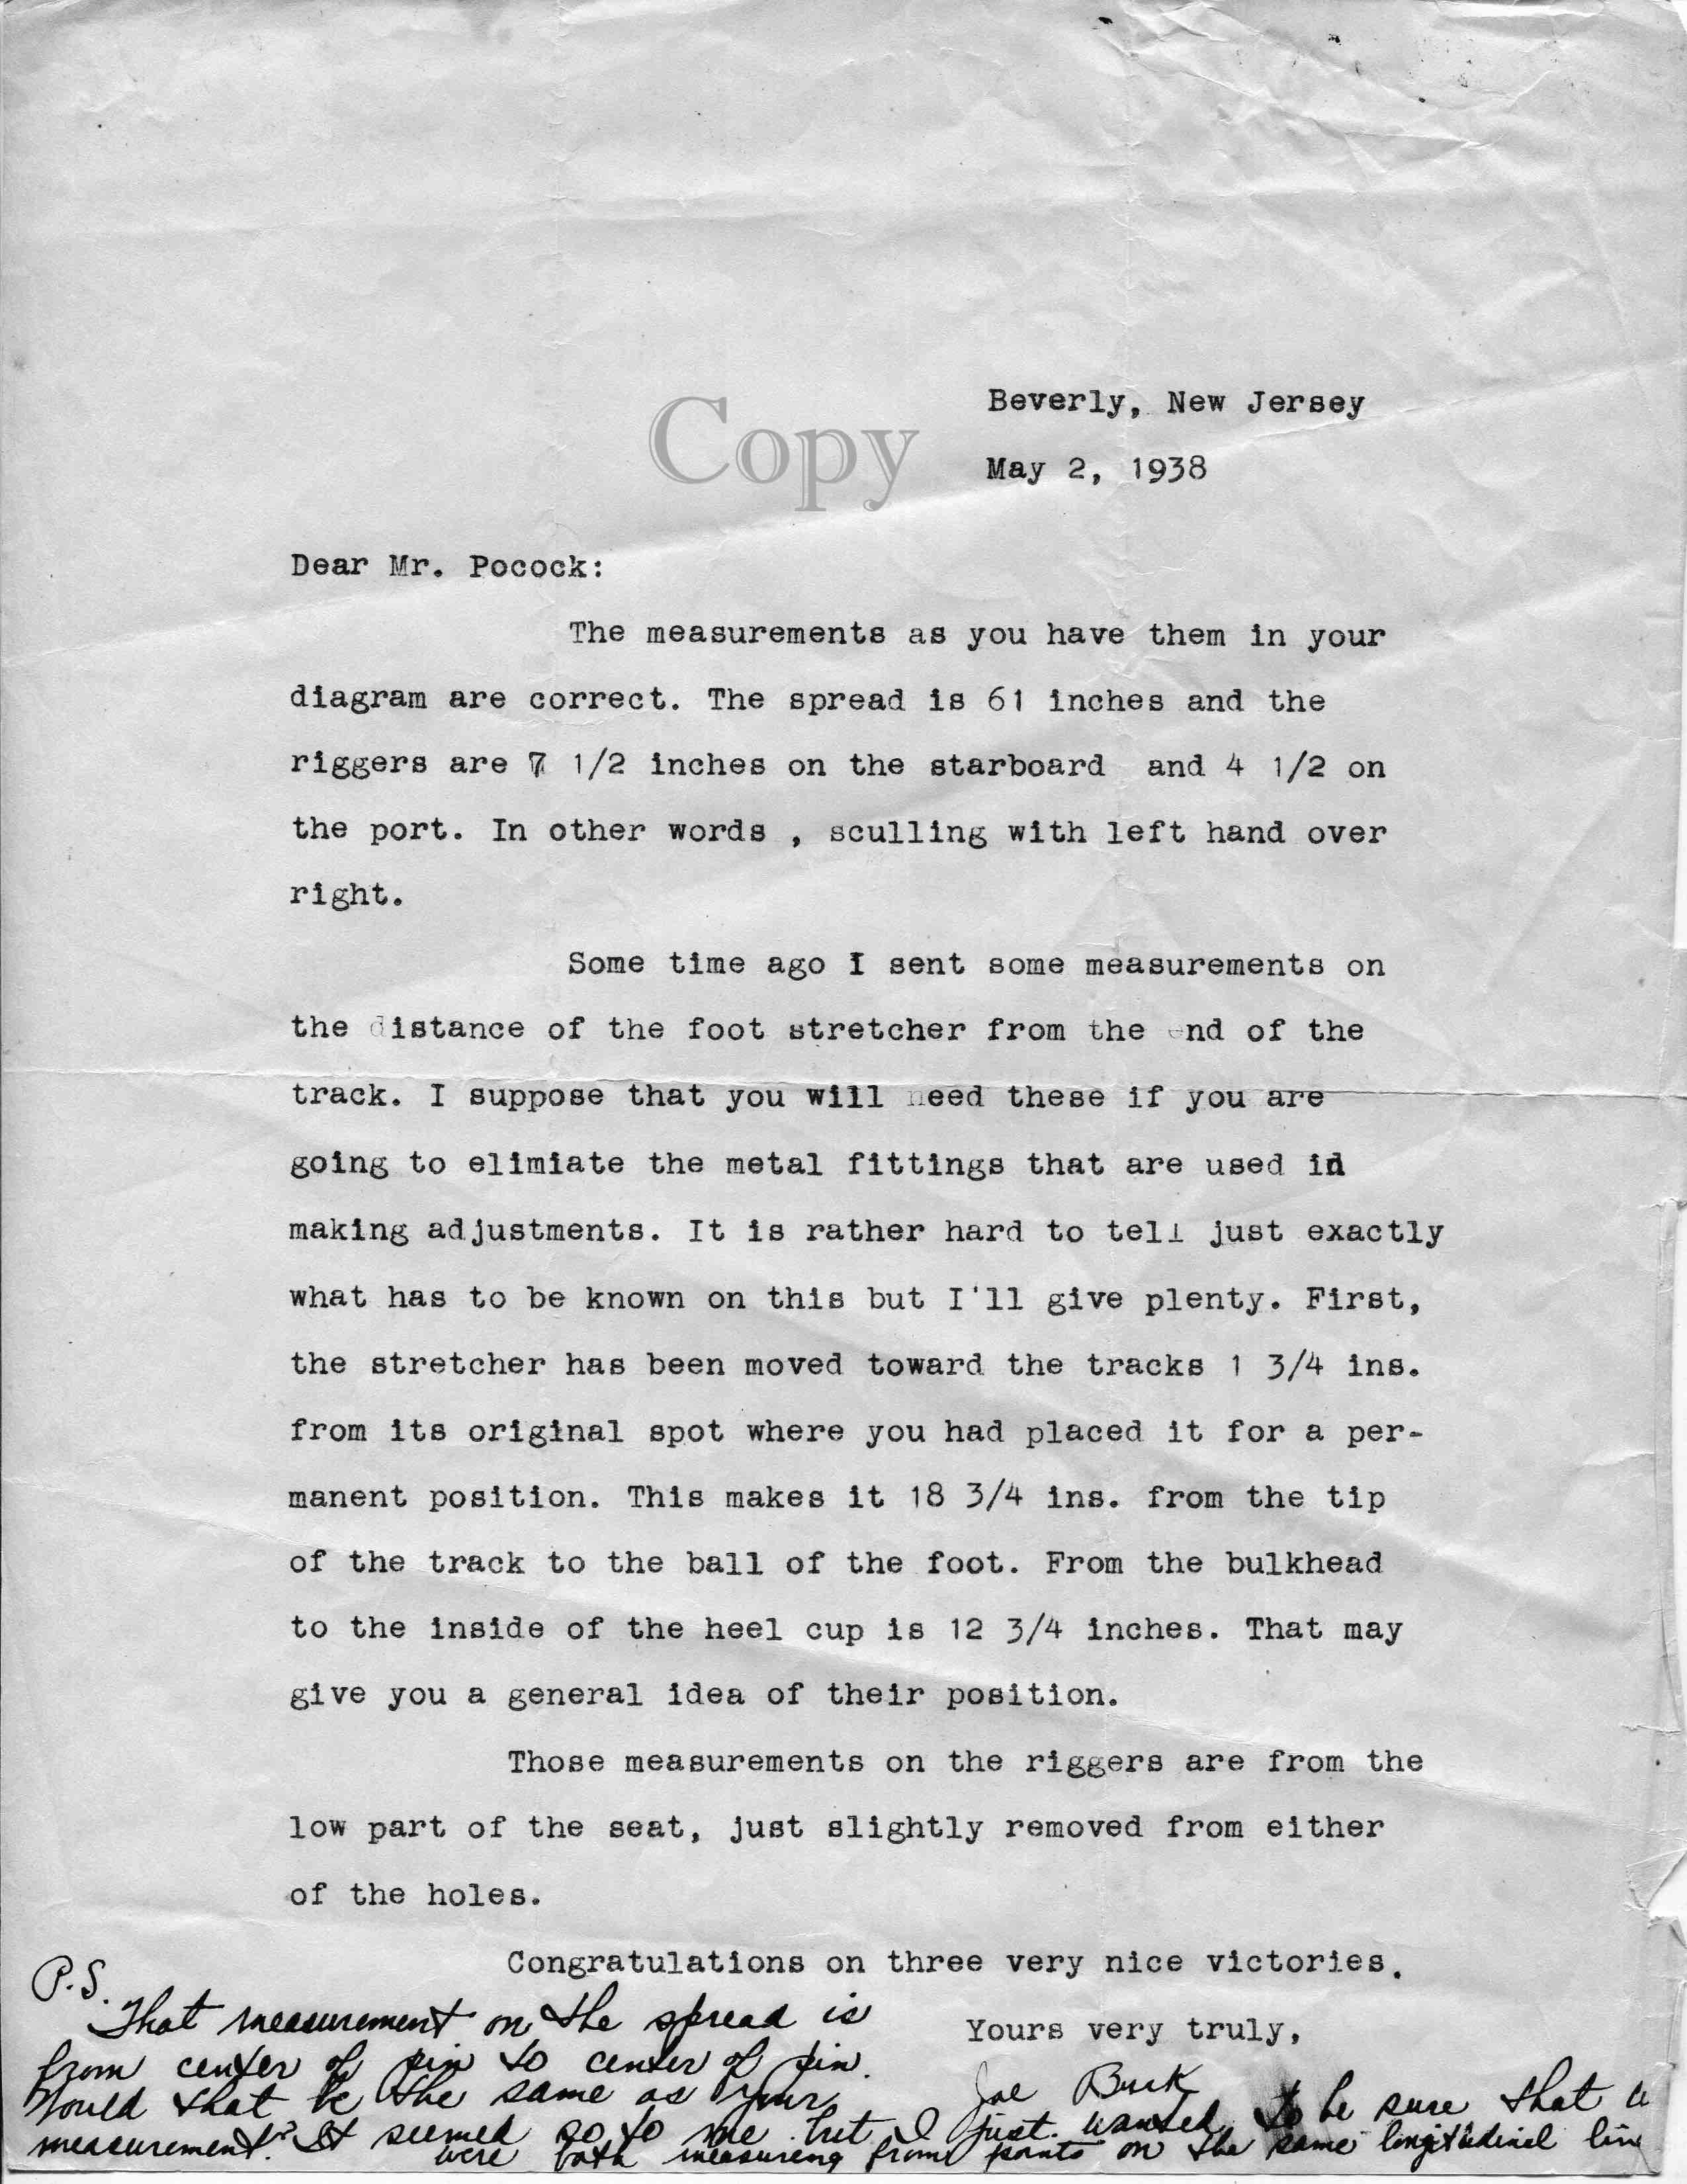 Beverly, New Jersey
Copy
May 2, 1938
Dear Mr. Pocock:
The measurements as you have them in your
diagram are correct. The spread is 61 inches and the
riggers are 7 1/2 inches on the starboard and 4 1/2 on
the port. In other words , sculling with left hand over
right.
Some time ago I sent some measurements on
the distance of the foot stretcher from the end of the
track. I suppose that you will need these if you are
going to elimiate the metal fittings that are used in
making adjustments. It is rather hard to tell just exactly
what has to be known on this but I'll give plenty. First,
the stretcher has been moved toward the tracks 1 3/4 ins.
from its original spot where you had placed it for a per-
manent position. This makes it 18 3/4 ins. from the tip
of the track to the ball of the foot. From the bulkhead
to the inside of the heel cup is 12 3/4 inches. That may
give you a general idea of their position.
Those measurements on the riggers are from the
low part of the seat, just slightly removed from either
of the holes.
Congratulations on three very nice victories.
Yours very truly,
Joe Burk
P.S.
That measurement on the spread is
from center of pin to center of pin.
Would that be the same as your
measurement? It seemed so to me but I just wanted to be sure that
were both measuring from points on the same longitudinal